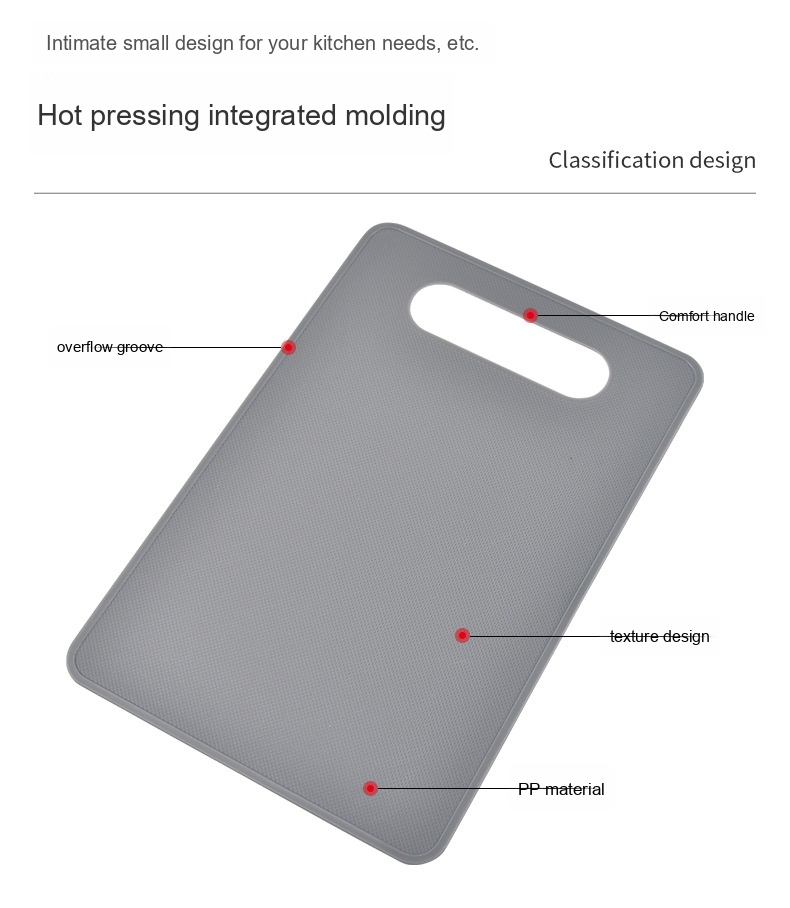 Intimate small design for your kitchen needs, etc.
Hot pressing integrated molding
Classification design
Comfort handle
overflow groove
texture design
PP material